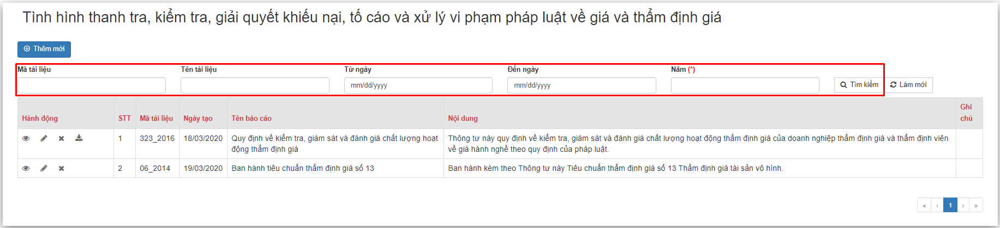 Tình hình thanh tra, kiểm tra, giải quyết khiếu nại, tố cáo và xử lý vi phạm pháp luật về giá và thẩm định giá
Thêm mới
Mã tài liệu
Tên tài liệu
Từ ngày
Đến ngày
Năm (*)
mm/dd/yyyy
mm/dd/yyyy
Tìm kiếm
Làm mới
Hành động
STT
Mã tài liệu
Ngày tạo
Tên báo cáo
Nội dung
Ghi
chú
1
323_2016
18/03/2020
Quy định về kiểm tra, giám sát và đánh giá chất lượng hoạt
động thẩm định giá
Thông tư này quy định về kiểm tra, giám sát và đánh giá chất lượng hoạt động thẩm định giá của doanh nghiệp thẩm định giá và thẩm định viên
về giá hành nghề theo quy định của pháp luật.
2
06_2014
19/03/2020
Ban hành tiêu chuẩn thẩm định giá số 13
Ban hành kèm theo Thông tư này Tiêu chuẩn thẩm định giá số 13 Thẩm định giá tài sản vô hình.
« ‹ 1 › »